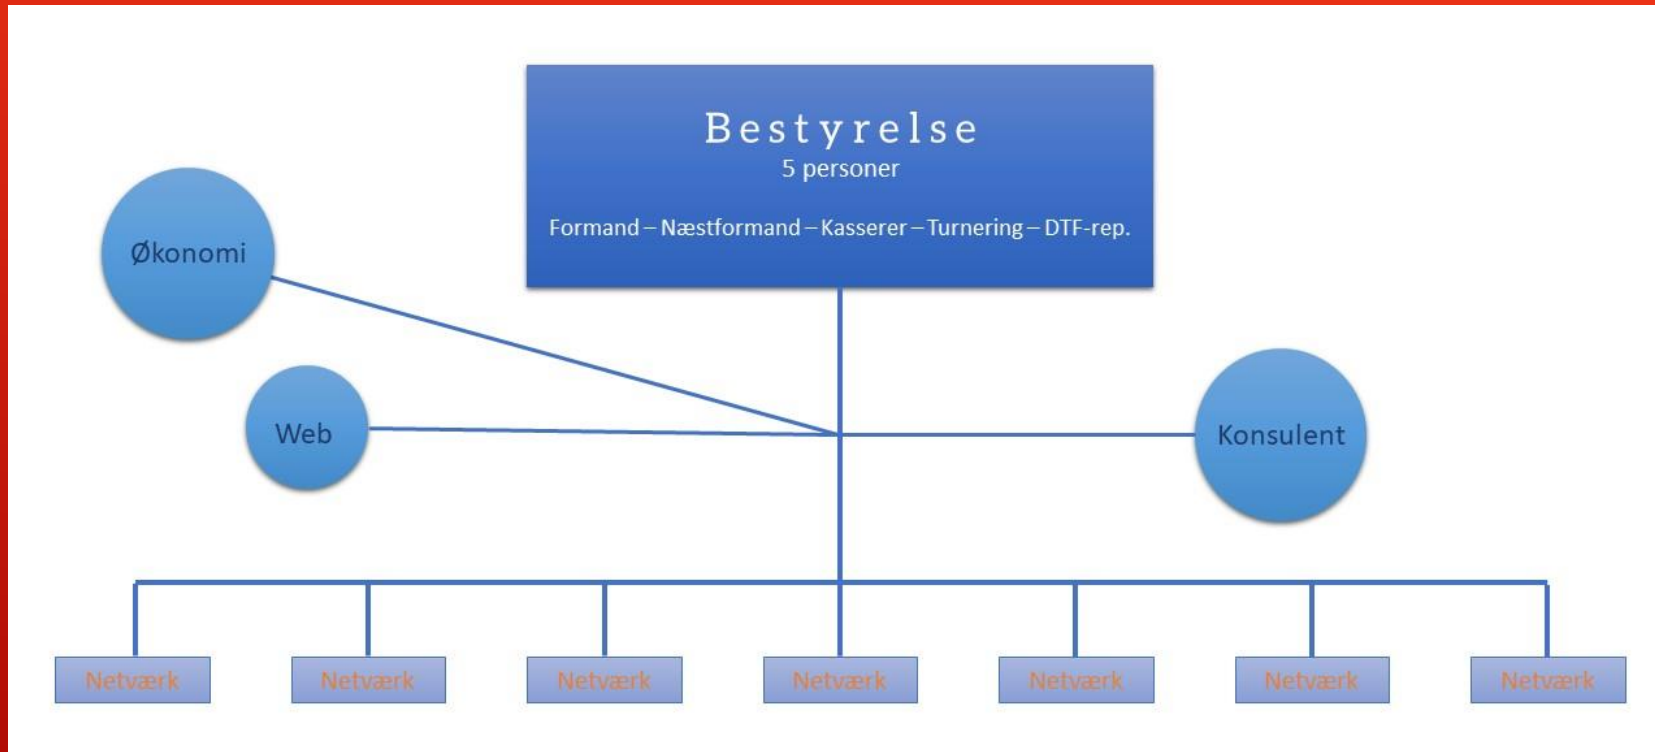 Bestyrelse
5 personer
Formand – Næstformand – Kasserer – Turnering – DTF-rep.
Økonomi
Web
Konsulent
Netværk
Netværk
Netværk
Netværk
Netværk
Netværk
Netværk